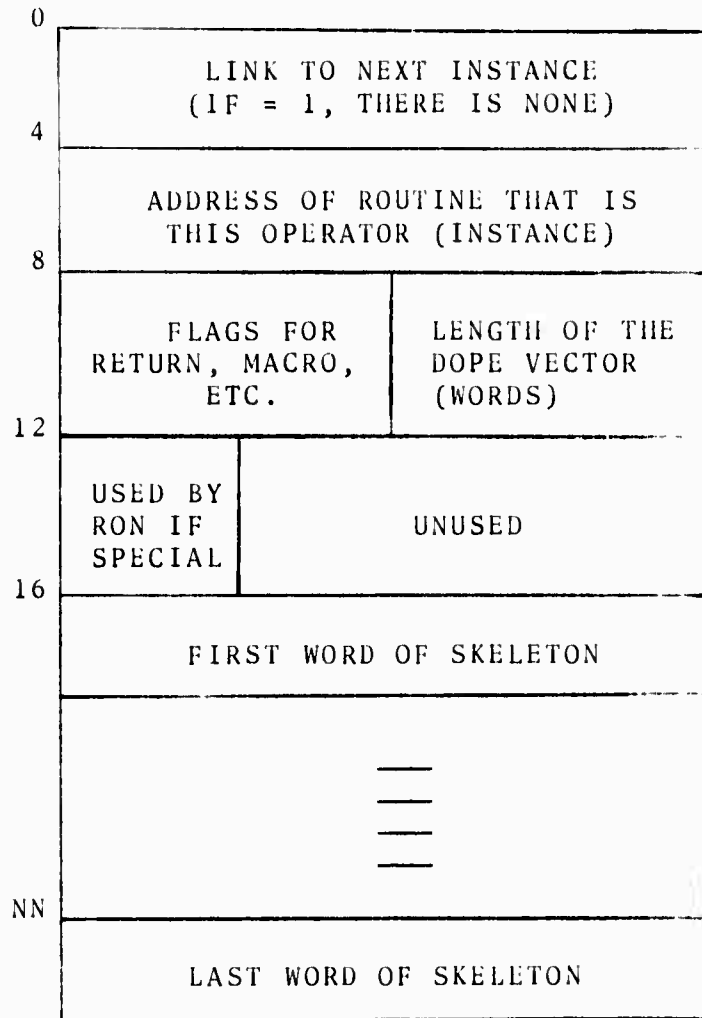 0
LINK TO NEXT INSTANCE
(IF = 1, THERE IS NONE)
4
ADDRESS OF ROUTINE THAT IS
THIS OPERATOR (INSTANCE)
8
FLAGS FOR
RETURN, MACRO,
ETC.
LENGTH OF THE
DOPE VECTOR
(WORDS)
12
USED BY
RON IF
SPECIAL
UNUSED
16
FIRST WORD OF SKELETON
NN
LAST WORD OF SKELETON